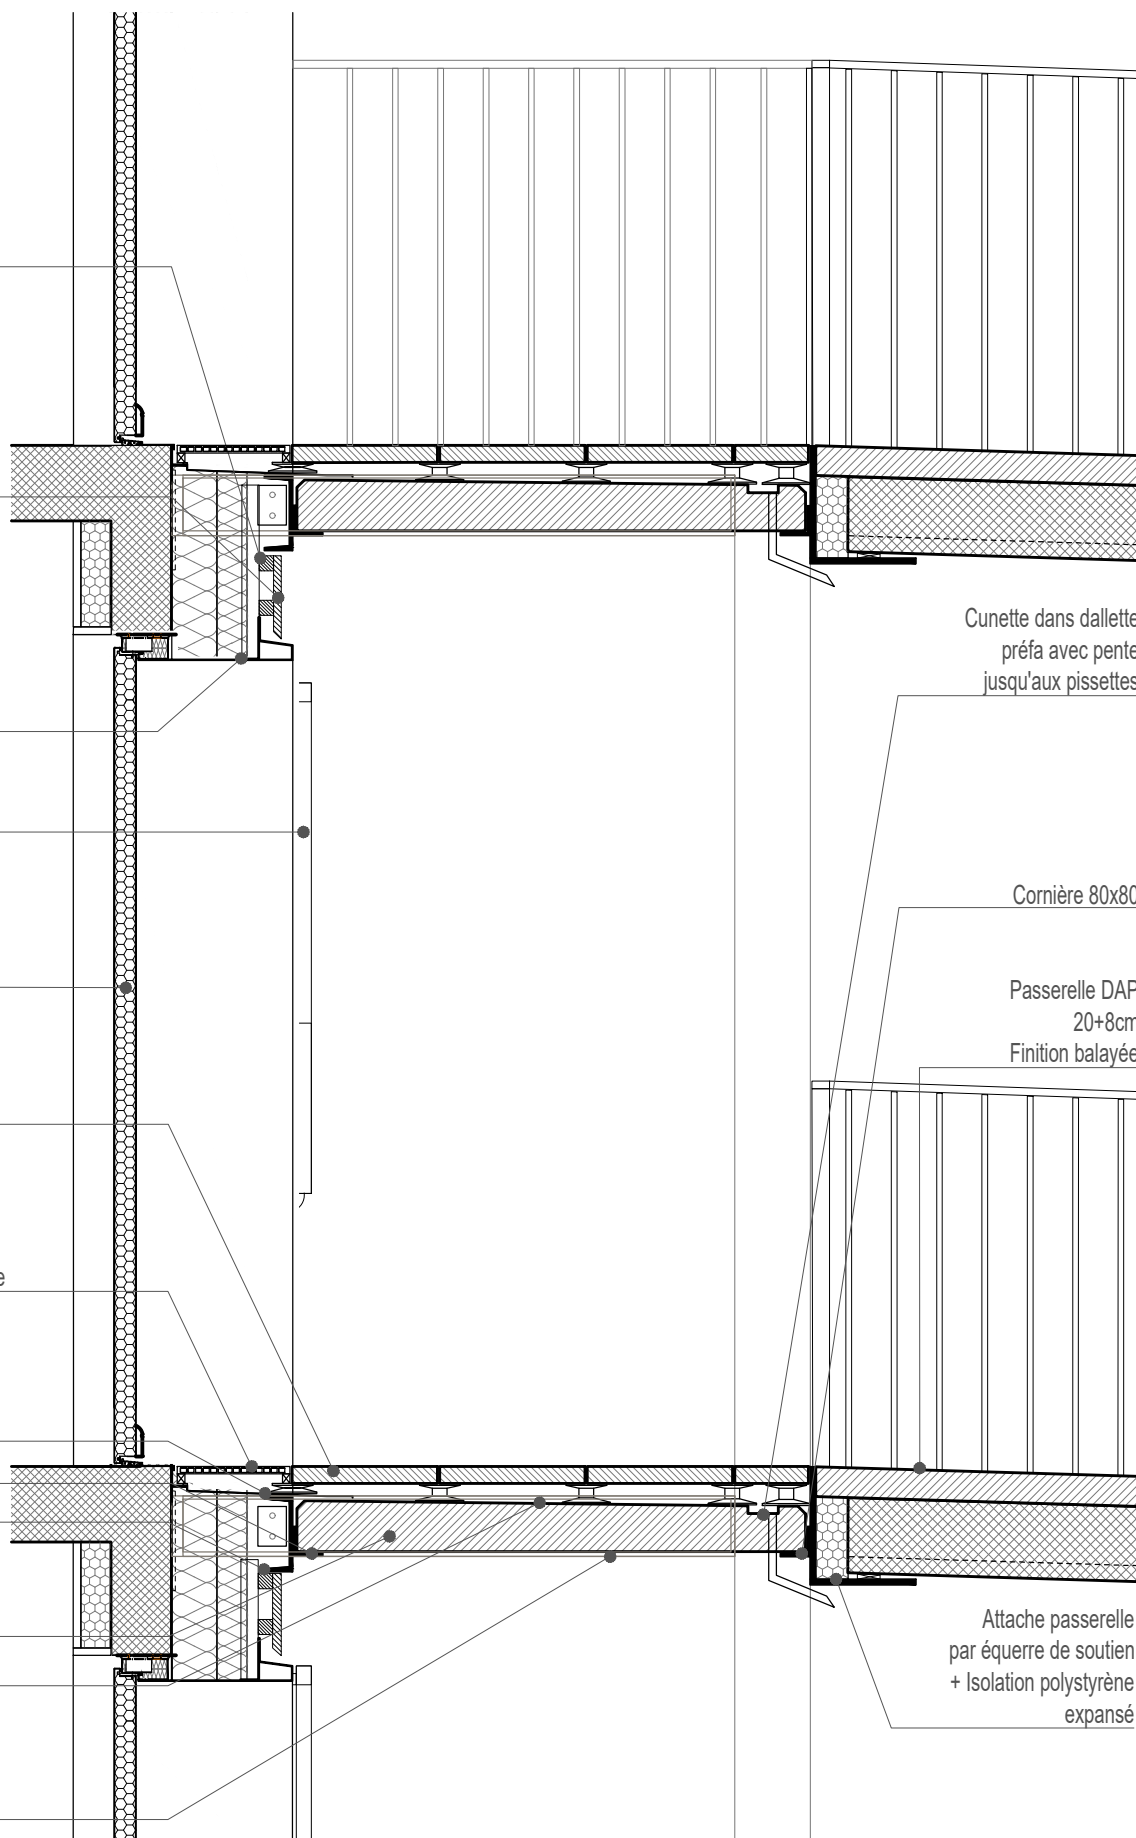 Cunette dans dallette
préfa avec pente
jusqu'aux pissettes
Cornière 80x80
Passerelle DAP
20+8cm
Finition balayée
e
Attache passerelle
par équerre de soutien
+ Isolation polystyrène
expansé